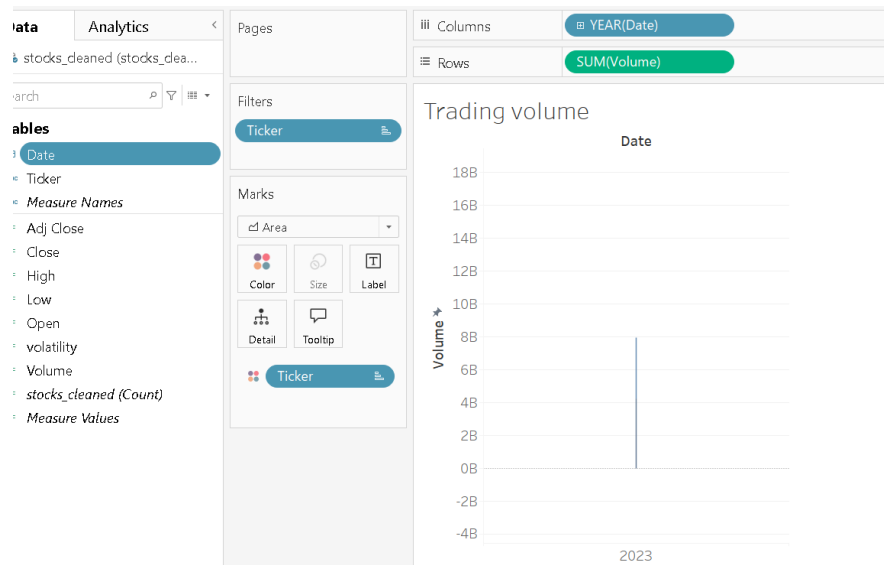 Data
Analytics
stocks_cleaned (stocks_clea...
Search
Tables
Date
Ticker
Measure Names
Adj Close
Close
High
Low
Open
volatility
Volume
stocks_cleaned (Count)
Measure Values
Pages
Filters
Ticker
Marks
Area
Color
Size
Label
Detail
Tooltip
Ticker
Columns
YEAR(Date)
Rows
SUM(Volume)
Trading volume
Date
18B
16B
14B
12B
10B
8B
6B
4B
2B
0B
-2B
-4B
Volume
2023